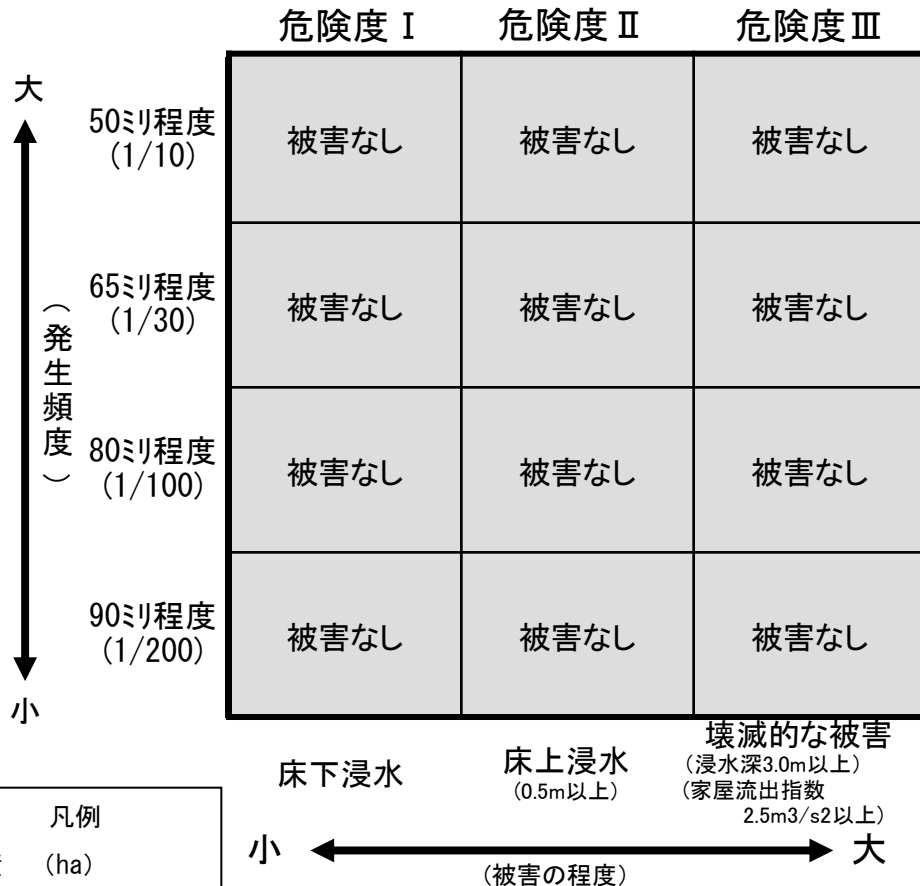 危険度Ⅰ 危険度Ⅱ 危険度Ⅲ
大
50ミリ程度
(1/10)
被害なし 被害なし 被害なし
65ミリ程度
(1/30)
被害なし 被害なし 被害なし
（発生頻度）
80ミリ程度
(1/100)
被害なし 被害なし 被害なし
90ミリ程度
(1/200)
被害なし 被害なし 被害なし
小
床下浸水
床上浸水
(0.5m以上)
壊滅的な被害
(浸水深3.0m以上)
(家屋流出指数
2.5m3/s2以上)
小 大
(被害の程度)
凡例
(ha)